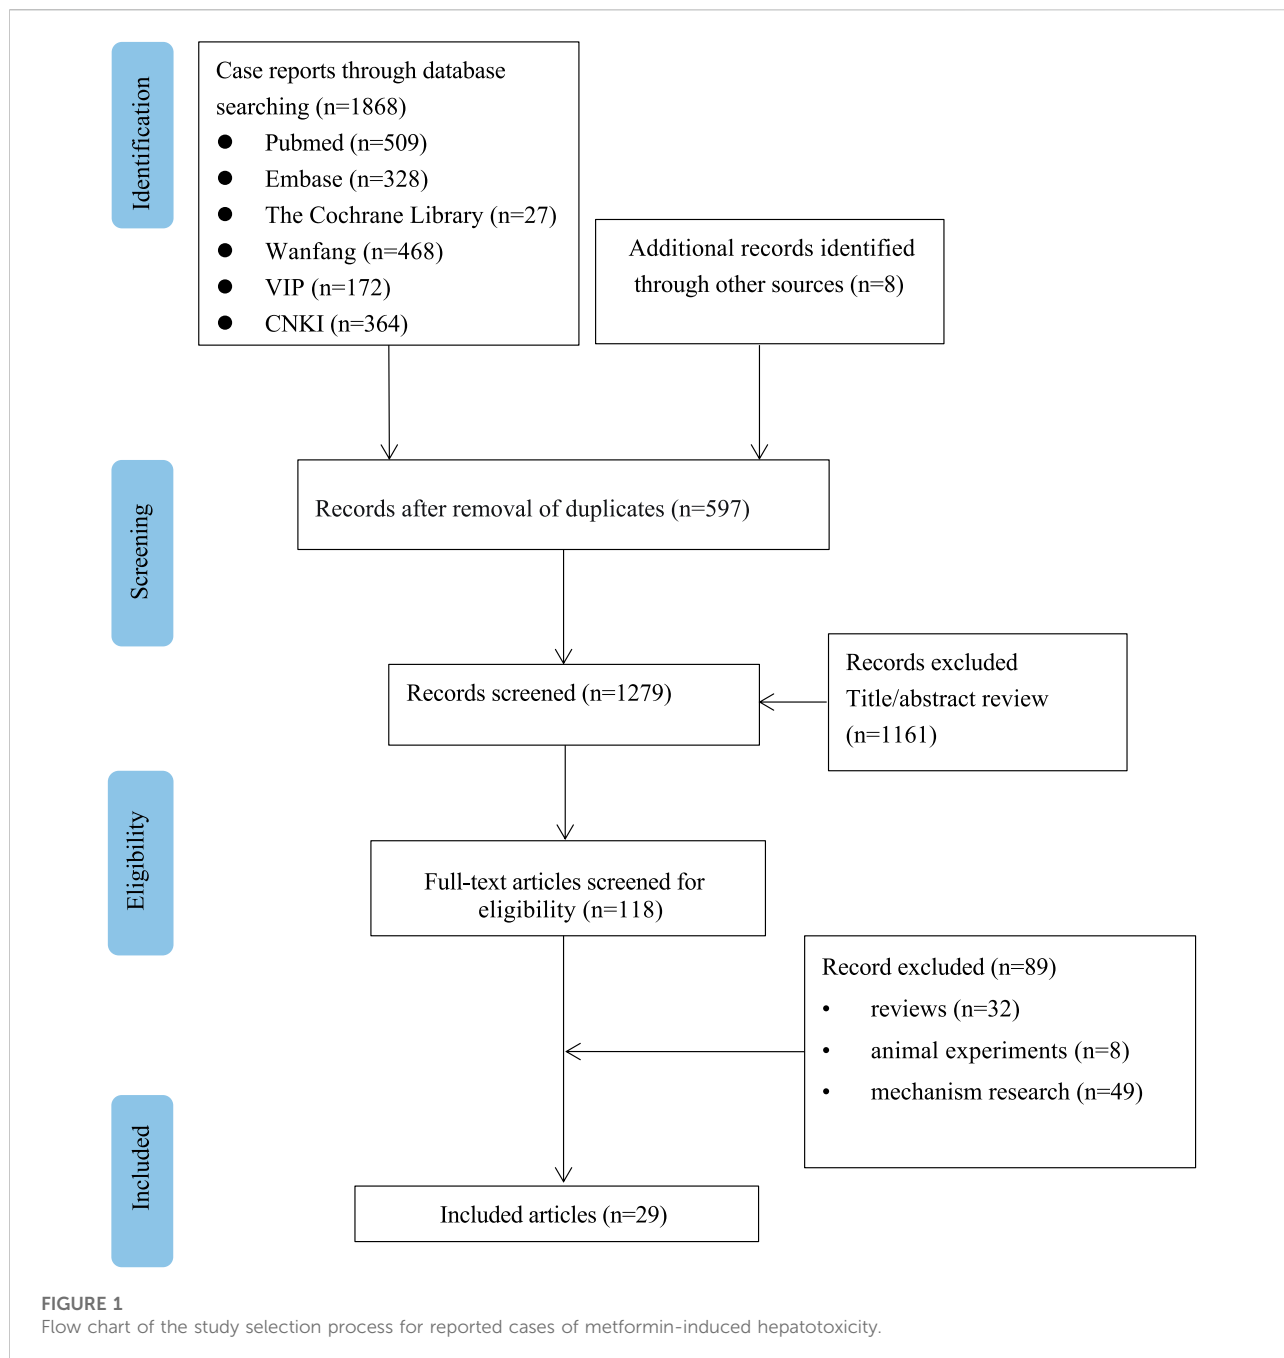 Identification
Case reports through database
searching (n=1868)
● Pubmed (n=509)
● Embase (n=328)
● The Cochrane Library (n=27)
● Wanfang (n=468)
● VIP (n=172)
● CNKI (n=364)
Additional records identified
through other sources (n=8)
Screening
Records after removal of duplicates (n=597)
Records screened (n=1279)
Records excluded
Title/abstract review
(n=1161)
Eligibility
Full-text articles screened for
eligibility (n=118)
Record excluded (n=89)
• reviews (n=32)
• animal experiments (n=8)
• mechanism research (n=49)
Included
Included articles (n=29)
FIGURE 1
Flow chart of the study selection process for reported cases of metformin-induced hepatotoxicity.